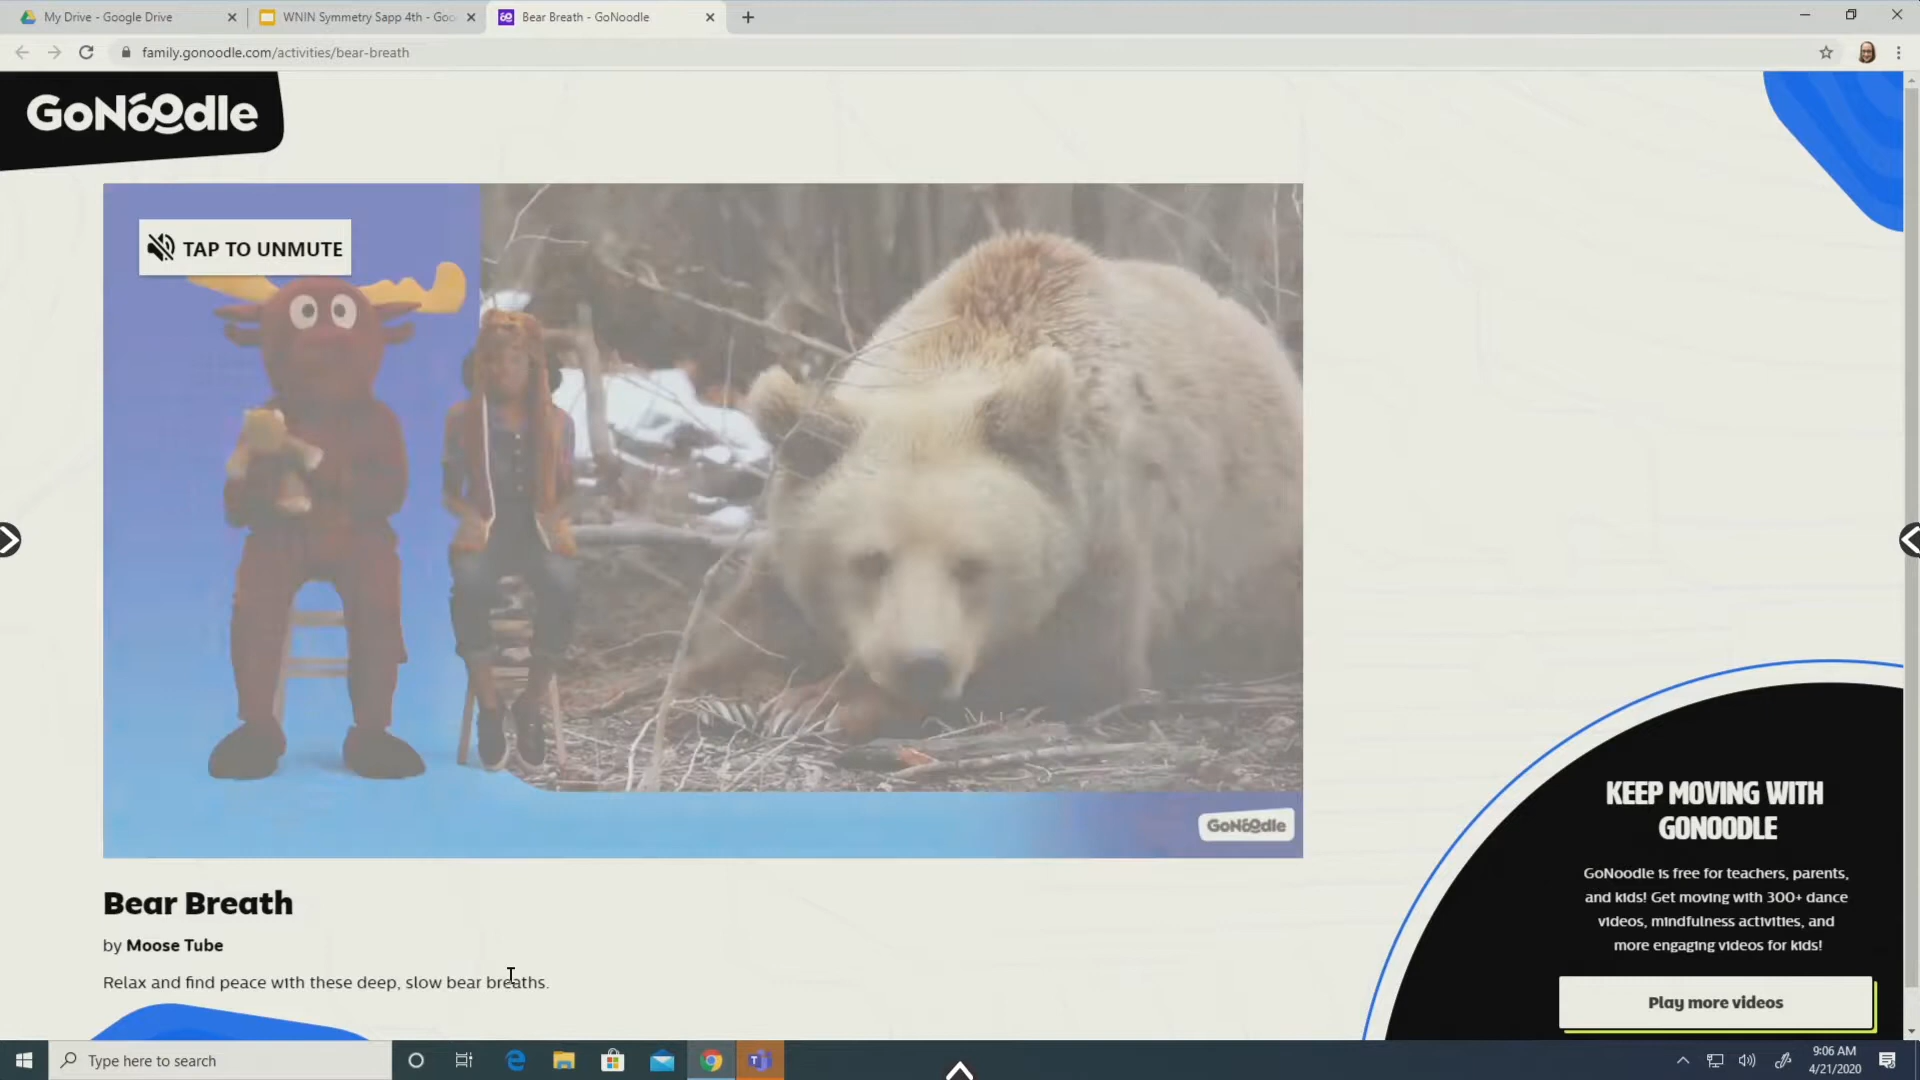 My Drive - Google Drive
WNIN Symmetry Sapp 4th - Goo
Bear Breath - GoNoodle
family.gonoodle.com/activities/bear-breath
GoNoodle
TAP TO UNMUTE
GoNoodle
Bear Breath
by Moose Tube
Relax and find peace with these deep, slow bear breaths.
KEEP MOVING WITH
GONOODLE
GoNoodle is free for teachers, parents,
and kids! Get moving with 300+ dance
videos, mindfulness activities, and
more engaging videos for kids!
Play more videos
Type here to search
9:06 AM
4/21/2020